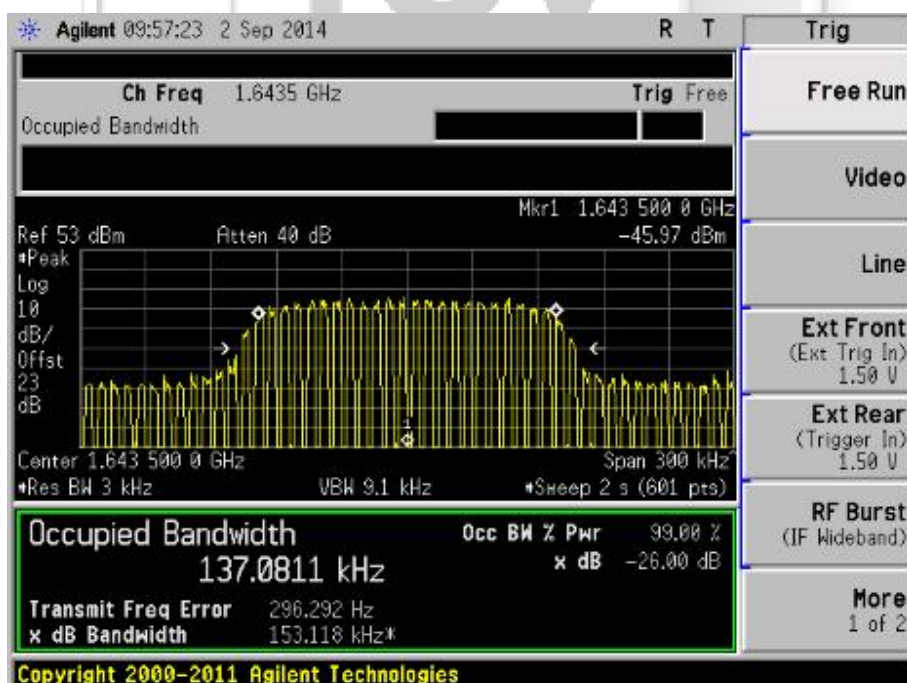 Agilent 09:57:23 2 Sep 2014 R T
Trig
Ch Freq 1.6435 GHz Trig Free
Occupied Bandwidth
Free Run
Video
Line
Ext Front
(Ext Trig In)
1.50 V
Ext Rear
(Trigger In)
1.50 V
RF Burst
(IF Wideband)
More
1 of 2
Mkr1 1.643 500 0 GHz
Ref 53 dBm Atten 40 dB -45.97 dBm
#Peak
Log
10
dB/
Offst
23
dB
1
Center 1.643 500 0 GHz Span 300 kHz
#Res BW 3 kHz VBW 9.1 kHz #Sweep 2 s (601 pts)
Occupied Bandwidth
137.0811 kHz
Occ BW % Pwr 99.00 %
x dB -26.00 dB
Transmit Freq Error 296.292 Hz
x dB Bandwidth 153.118 kHz*
Copyright 2000-2011 Agilent Technologies